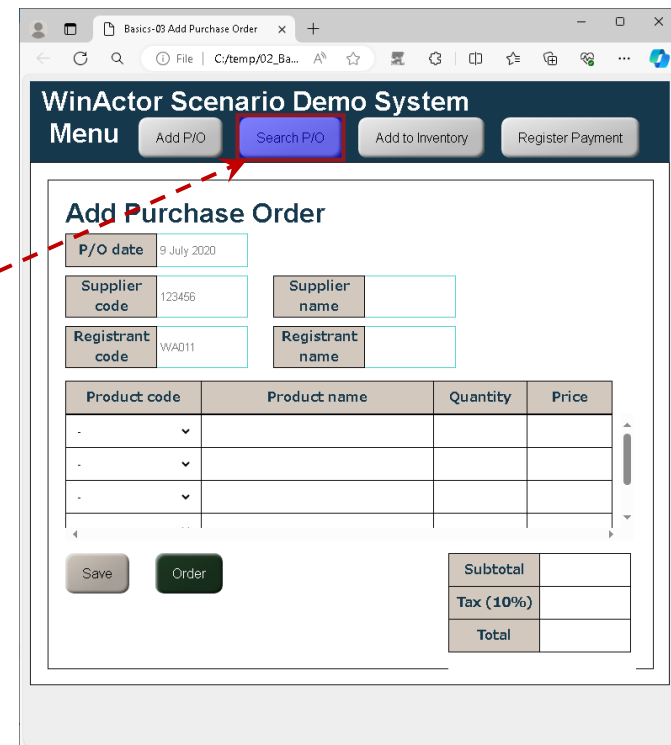 Basics-03 Add Purchase Order
File | C:/temp/02_Ba...
WinActor Scenario Demo System
Menu Add P/O Search P/O Add to Inventory Register Payment
Add Purchase Order
P/O date 9 July 2020
Supplier code 123456 Supplier name
Registrant code WA011 Registrant name
Product code Product name Quantity Price
-
-
-
Save Order Subtotal
Tax (10%)
Total